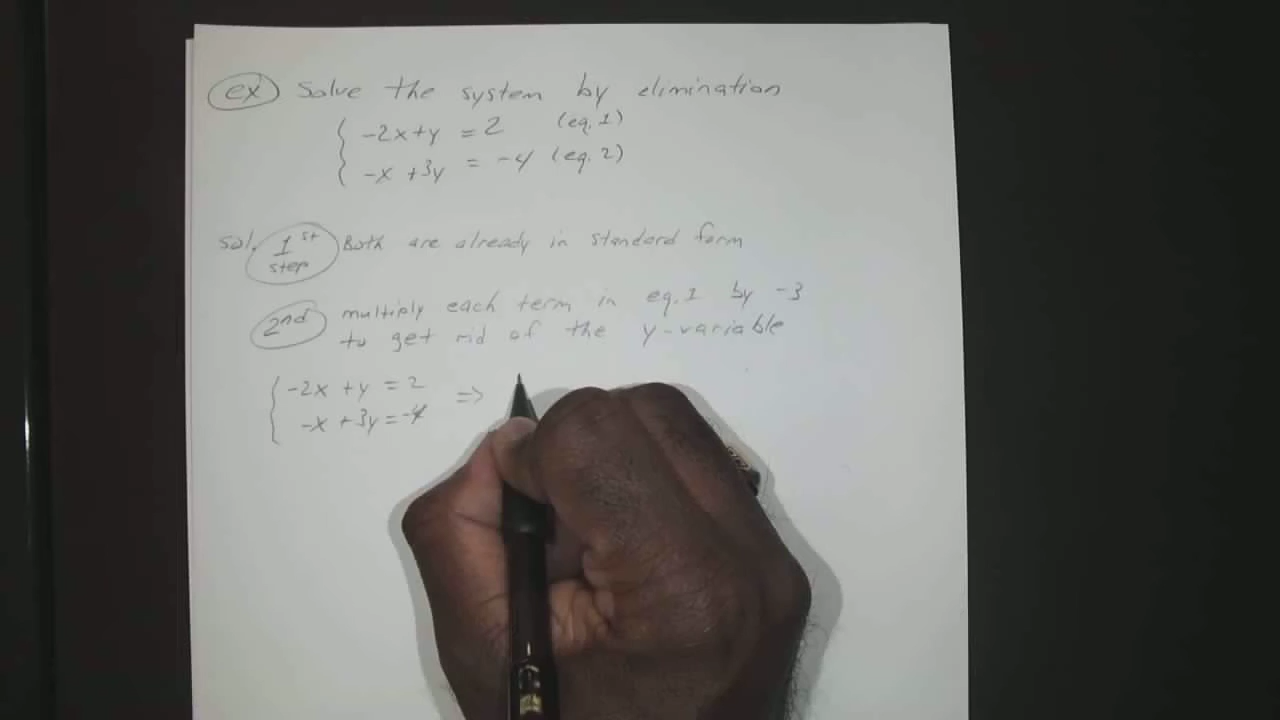 ex Solve the system by elimination
-2x+y = 2 (eq. 1)
-x +3y = -4 (eq. 2)
Sol. 1st step Both are already in standard form
2nd multiply each term in eq. 1 by -3
to get rid of the y-variable
-2x + y = 2 =>
-x + 3y = -4